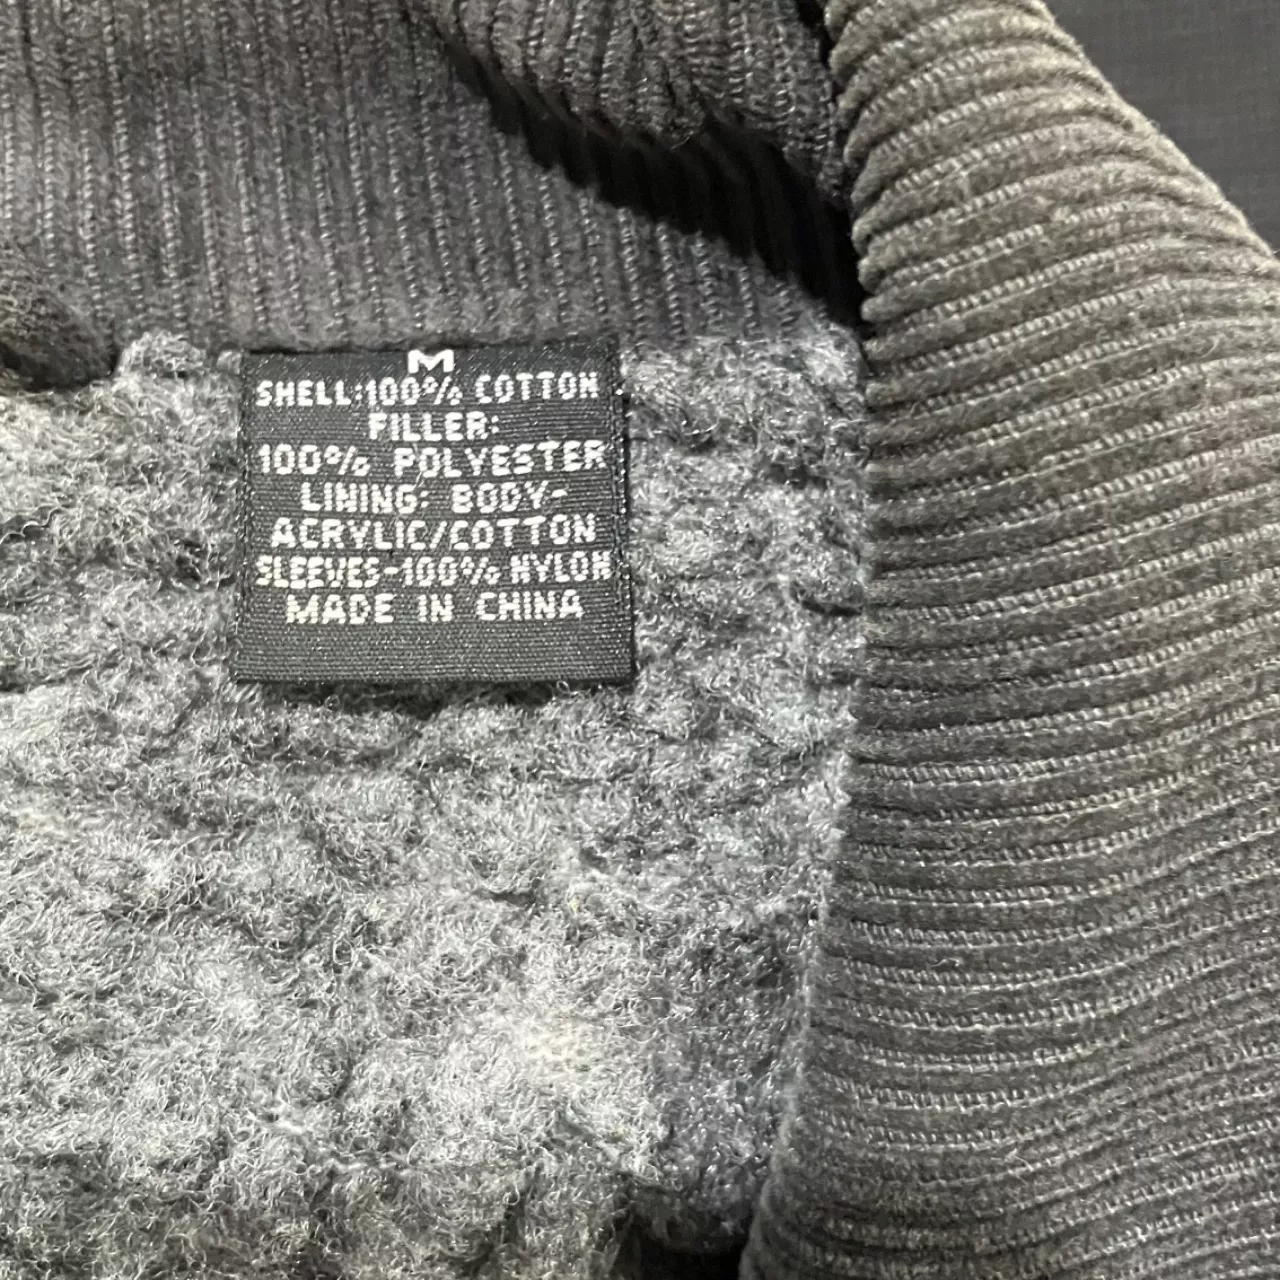 M
SHELL:100% COTTON
FILLER:
100% POLYESTER
LINING: BODY-
ACRYLIC/COTTON
SLEEVES-100% NYLON
MADE IN CHINA